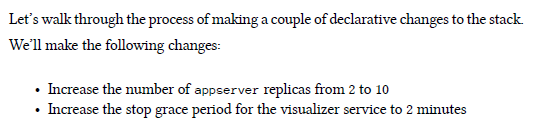 Let’s walk through the process of making a couple of declarative changes to the stack.
We’ll make the following changes:
• Increase the number of appserver replicas from 2 to 10
• Increase the stop grace period for the visualizer service to 2 minutes